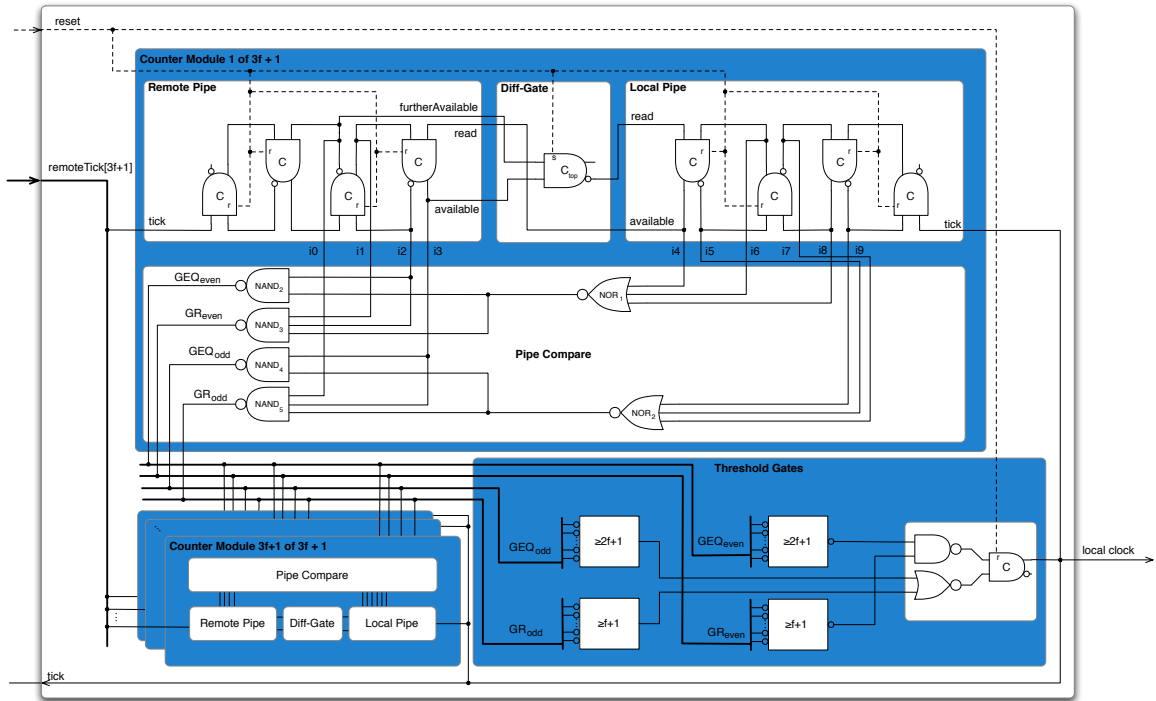 reset
Counter Module 1 of 3f + 1
Remote Pipe
Diff-Gate
Local Pipe
furtherAvailable
read
read
s
r
r
r
r
C
C
C top
C
C
remoteTick[3f+1]
C
C
C
C
r
r
r
r
available
tick
available
tick
i0
i1
i2
i3
i4
i5
i6
i7
i8
i9
GEQ even
NAND 2
NOR 1
GR even
NAND 3
GEQ odd
Pipe Compare
NAND 4
GR odd
NAND 5
NOR 2
Threshold Gates
Counter Module 3f+1 of 3f + 1
GEQ odd
≥2f+1
GEQ even
≥2f+1
r
C
local clock
Pipe Compare
Remote Pipe
Diff-Gate
Local Pipe
GR odd
≥f+1
GR even
≥f+1
tick